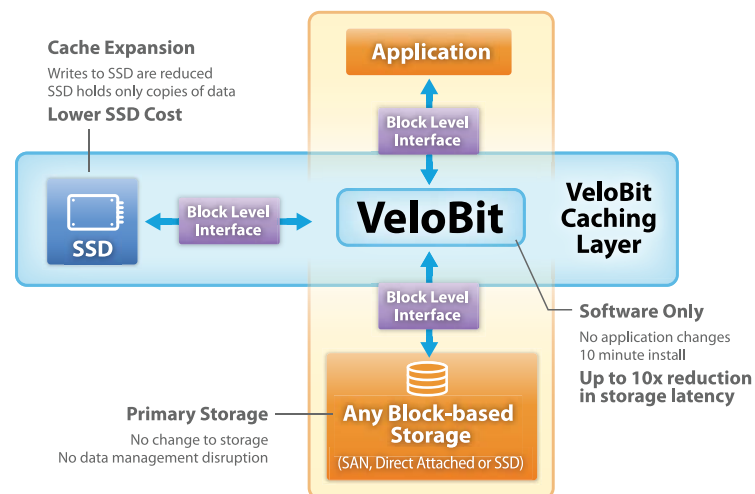 Cache Expansion
Writes to SSD are reduced
SSD holds only copies of data
Lower SSD Cost
Application
Block Level
Interface
SSD
Block Level
Interface
VeloBit
VeloBit
Caching
Layer
Block Level
Interface
Software Only
No application changes
10 minute install
Up to 10x reduction
in storage latency
Primary Storage
No change to storage
No data management disruption
Any Block-based
Storage
(SAN, Direct Attached or SSD)